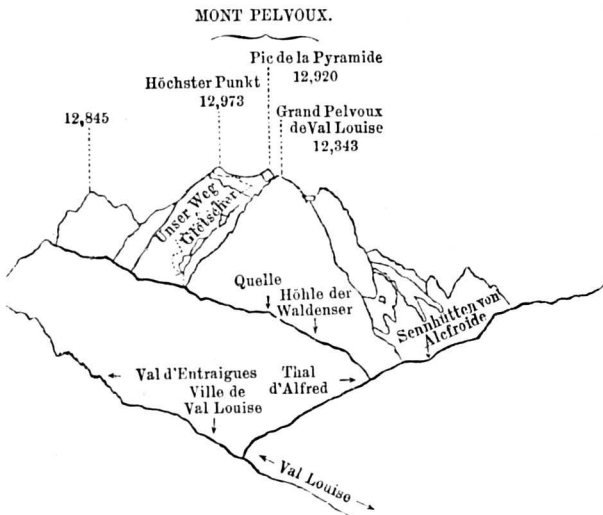 MONT PELVOUX.
Pic de la Pyramide
12,920
Höchster Punkt
12,973
Grand Pelvoux
de Val Louise
12,343
12,845
Unser Weg
Gletscher
Quelle
Höhle der
Waldenser
Sennhütten von
Alefroide
Val d'Entraigues
Ville de
Val Louise
Thal
d'Alfred
Val Louise